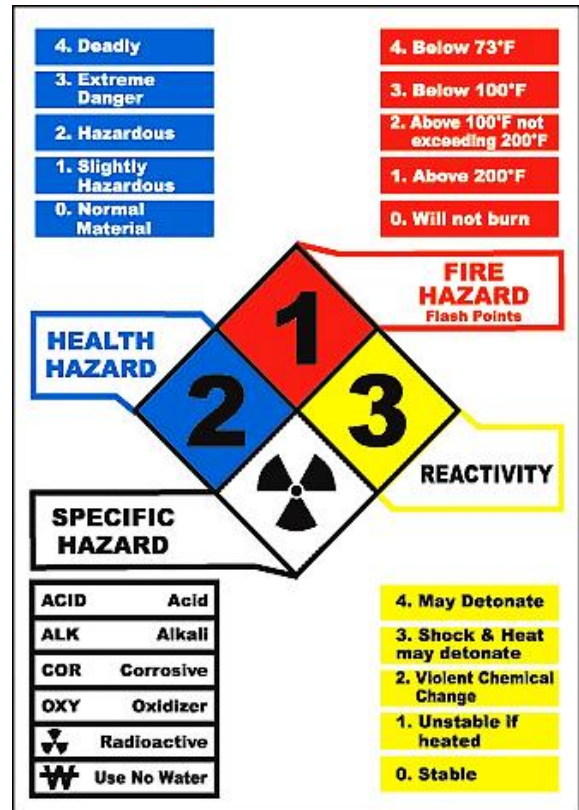 4. Deadly
3. Extreme
Danger
2. Hazardous
1. Slightly
Hazardous
0. Normal
Material
4. Below 73°F
3. Below 100°F
2. Above 100°F not
exceeding 200°F
1. Above 200°F
0. Will not burn
FIRE
HAZARD
Flash Points
1
HEALTH
HAZARD
2
3
REACTIVITY
SPECIFIC
HAZARD
ACID Acid
ALK Alkali
COR Corrosive
OXY Oxidizer
Radioactive
W Use No Water
4. May Detonate
3. Shock & Heat
may detonate
2. Violent Chemical
Change
1. Unstable if
heated
0. Stable